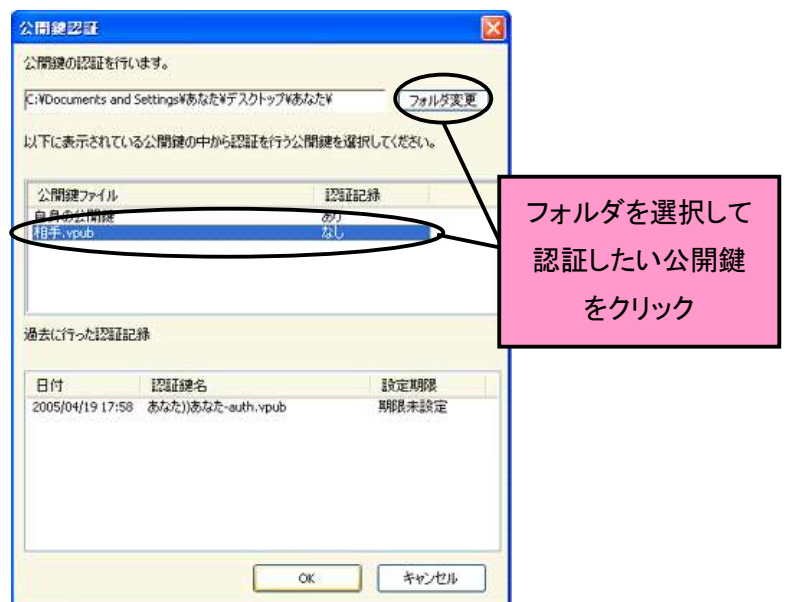 公開鍵認証
公開鍵の認証を行います。
C:¥Documents and Settings¥あなた¥デスクトップ¥あなた¥
フォルダ変更
以下に表示されている公開鍵の中から認証を行う公開鍵を選択してください。
公開鍵ファイル 認証記録
自身の公開鍵 あり
相手.vpub なし
フォルダを選択して
認証したい公開鍵
をクリック
過去に行った認証記録
日付 認証鍵名 設定期限
2005/04/19 17:58 あなた))あなた-auth.vpub 期限未設定
OK キャンセル